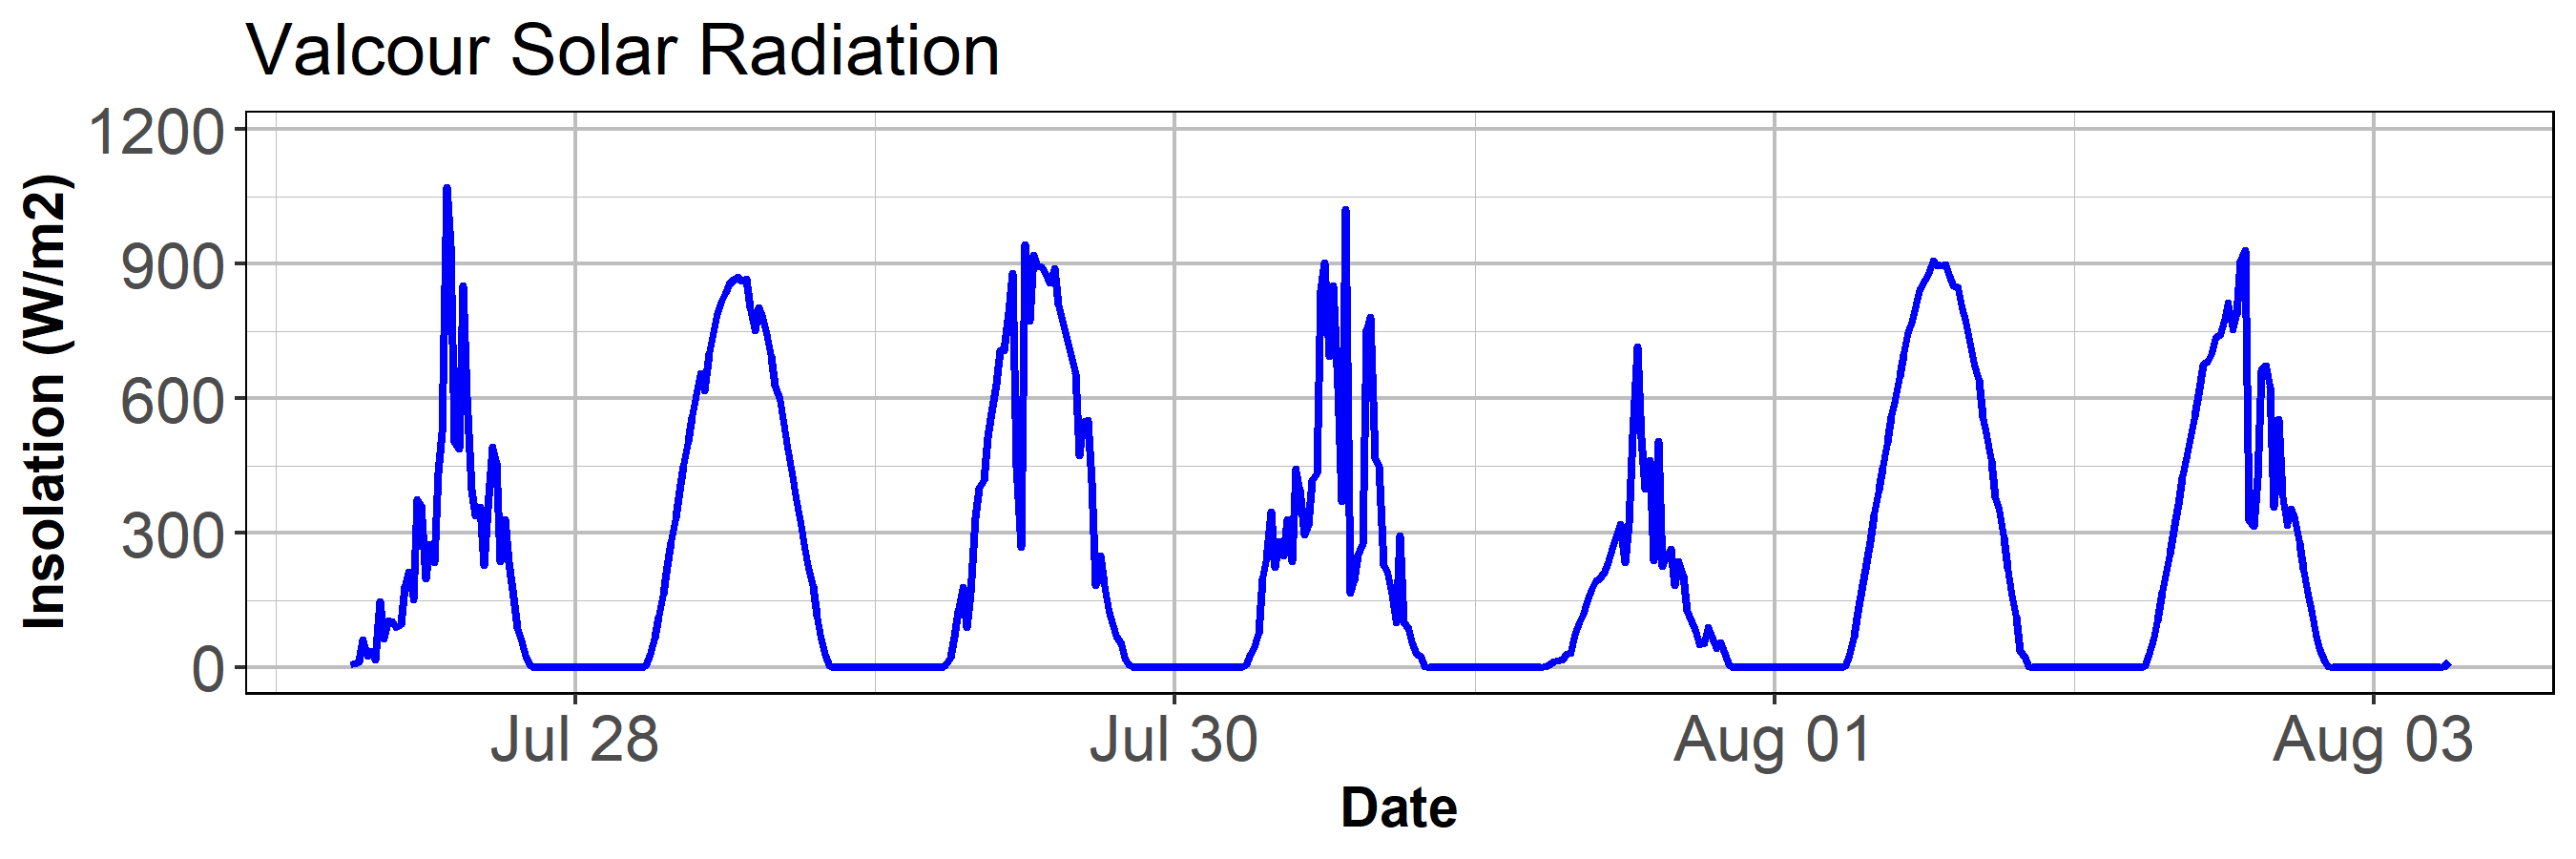 Valcour Solar Radiation
1200
900
600
300
0
Insolation (W/m2)
Jul 28 Jul 30 Aug 01 Aug 03
Date